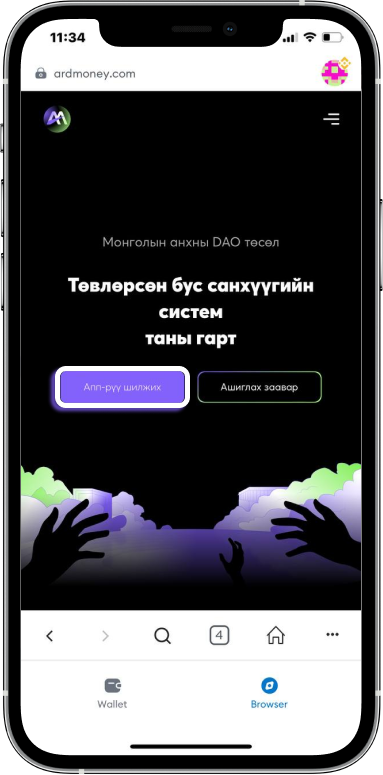 11:34
ardmoney.com
Монголын анхны DAO төсөл
Төвлөрсөн бус санхүүгийн
систем
таны гарт
Апп-руу шилжих
Ашиглах заавар
4
Wallet
Browser